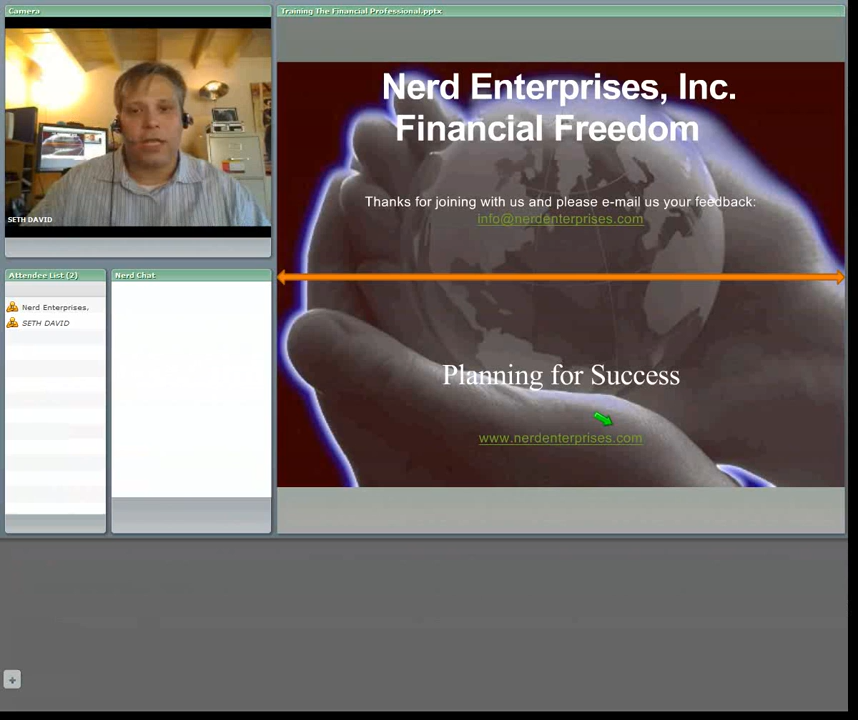 Camera
Training The Financial Professional.pptx
SETH DAVID
Nerd Enterprises, Inc.
Financial Freedom
Thanks for joining with us and please e-mail us your feedback:
info@nerdenterprises.com
Planning for Success
www.nerdenterprises.com
Attendee List (2)
Nerd Enterprises,
SETH DAVID
Nerd Chat